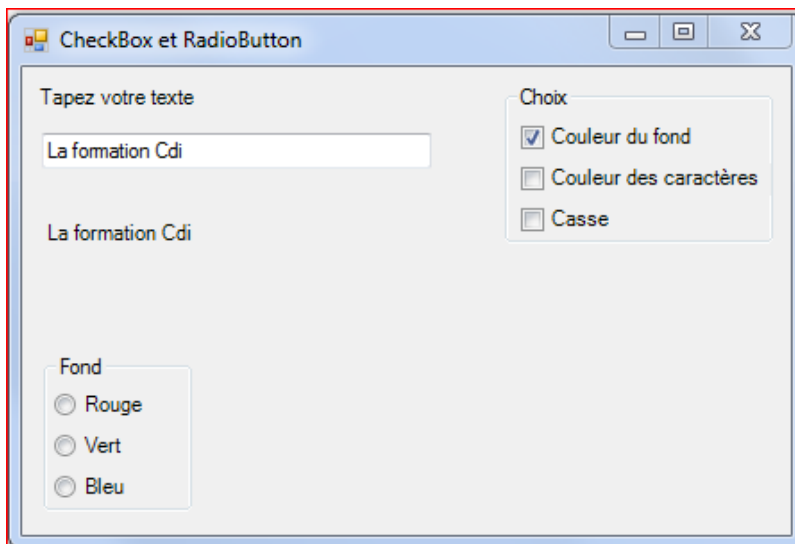 CheckBox et RadioButton
Tapez votre texte
La formation Cdi
La formation Cdi
Choix
Couleur du fond
Couleur des caractères
Casse
Fond
Rouge
Vert
Bleu